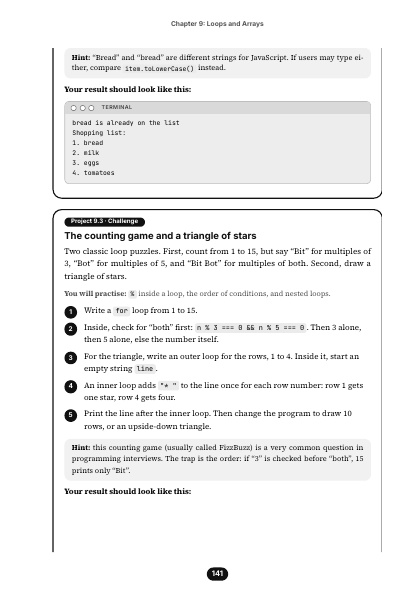 Chapter 9: Loops and Arrays
Hint: “Bread” and “bread” are different strings for JavaScript. If users may type ei-
ther, compare item.toLowerCase() instead.
Your result should look like this:
TERMINAL
bread is already on the list
Shopping list:
1. bread
2. milk
3. eggs
4. tomatoes
Project 9.3 · Challenge
The counting game and a triangle of stars
Two classic loop puzzles. First, count from 1 to 15, but say “Bit” for multiples of
3, “Bot” for multiples of 5, and “Bit Bot” for multiples of both. Second, draw a
triangle of stars.
You will practise: % inside a loop, the order of conditions, and nested loops.
1 Write a for loop from 1 to 15.
2 Inside, check for “both” first: n % 3 === 0 && n % 5 === 0. Then 3 alone,
then 5 alone, else the number itself.
3 For the triangle, write an outer loop for the rows, 1 to 4. Inside it, start an
empty string line.
4 An inner loop adds "* " to the line once for each row number: row 1 gets
one star, row 4 gets four.
5 Print the line after the inner loop. Then change the program to draw 10
rows, or an upside-down triangle.
Hint: this counting game (usually called FizzBuzz) is a very common question in
programming interviews. The trap is the order: if “3” is checked before “both”, 15
prints only “Bit”.
Your result should look like this:
141